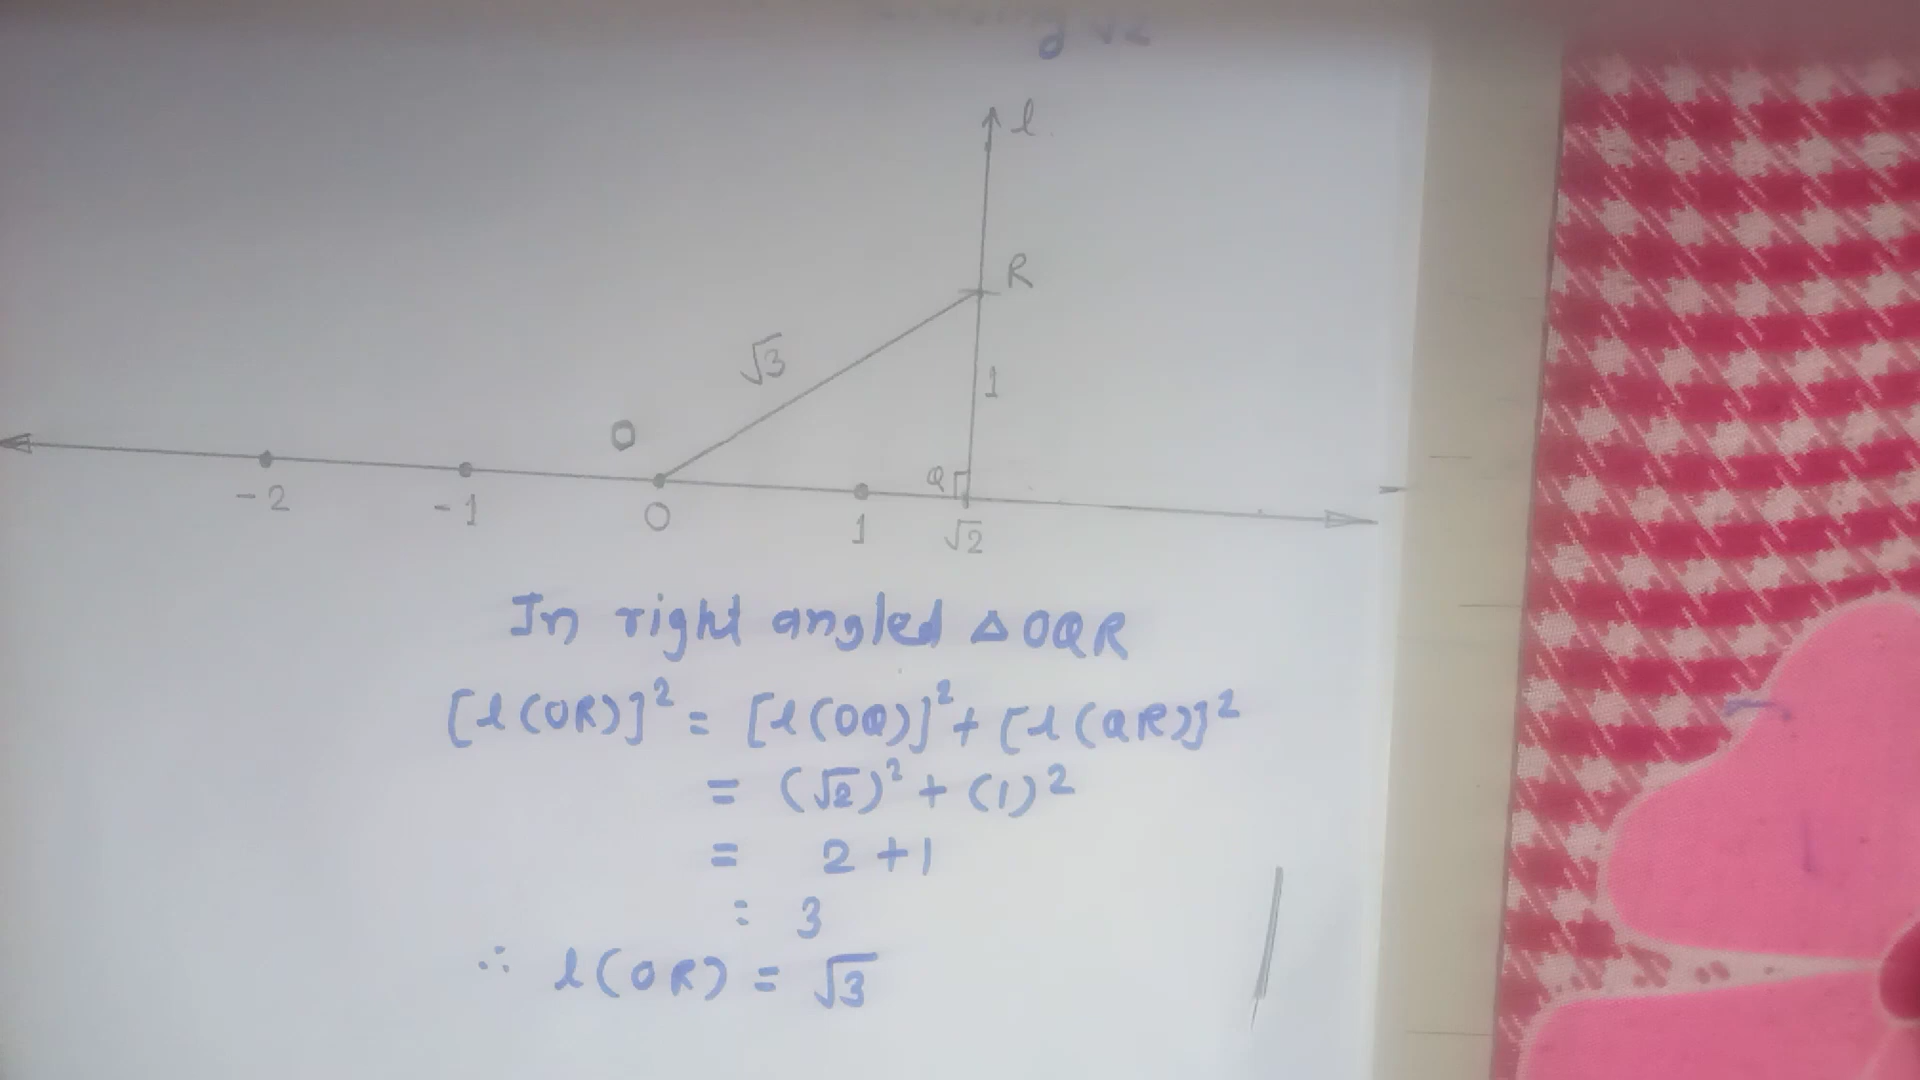 √2
l
R
√3
1
O
Q
-2 -1 0 1 √2
In right angled △OQR
[l(OR)]² = [l(OQ)]² + [l(QR)]²
= (√2)² + (1)²
= 2 + 1
= 3
∴ l(OR) = √3